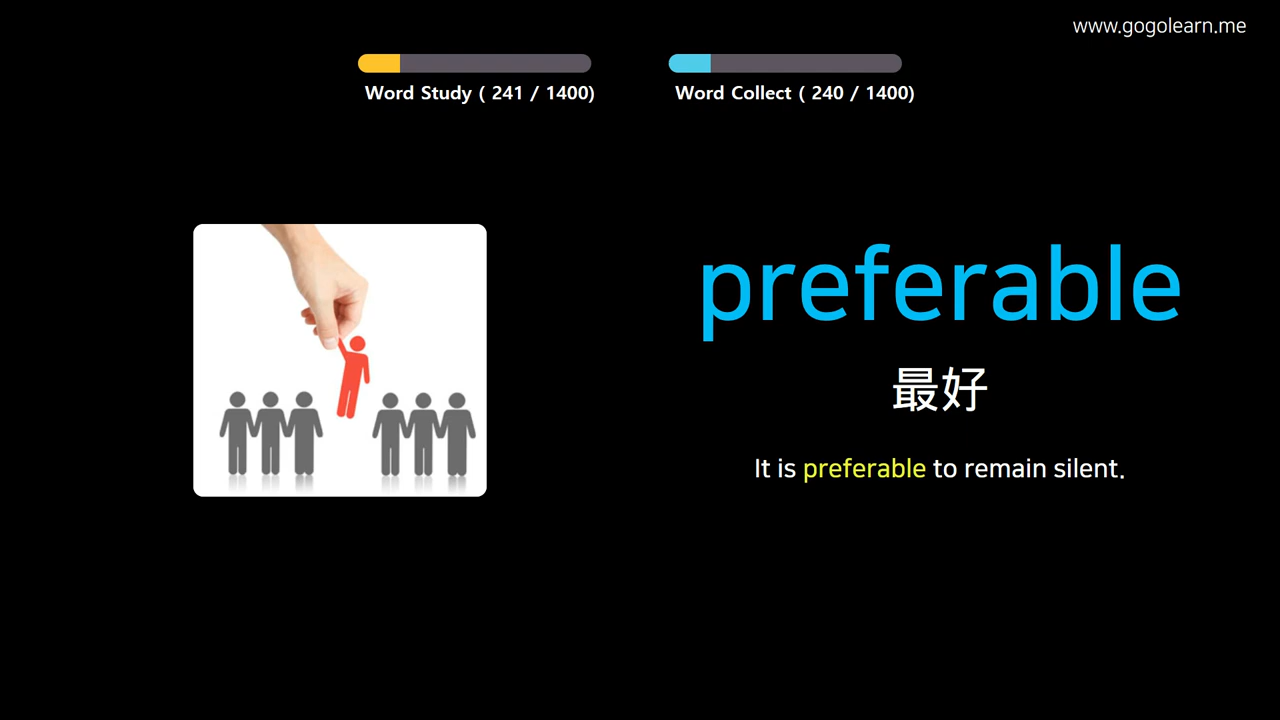 www.gogolearn.me
Word Study ( 241 / 1400)
Word Collect ( 240 / 1400)
preferable
最好
It is preferable to remain silent.